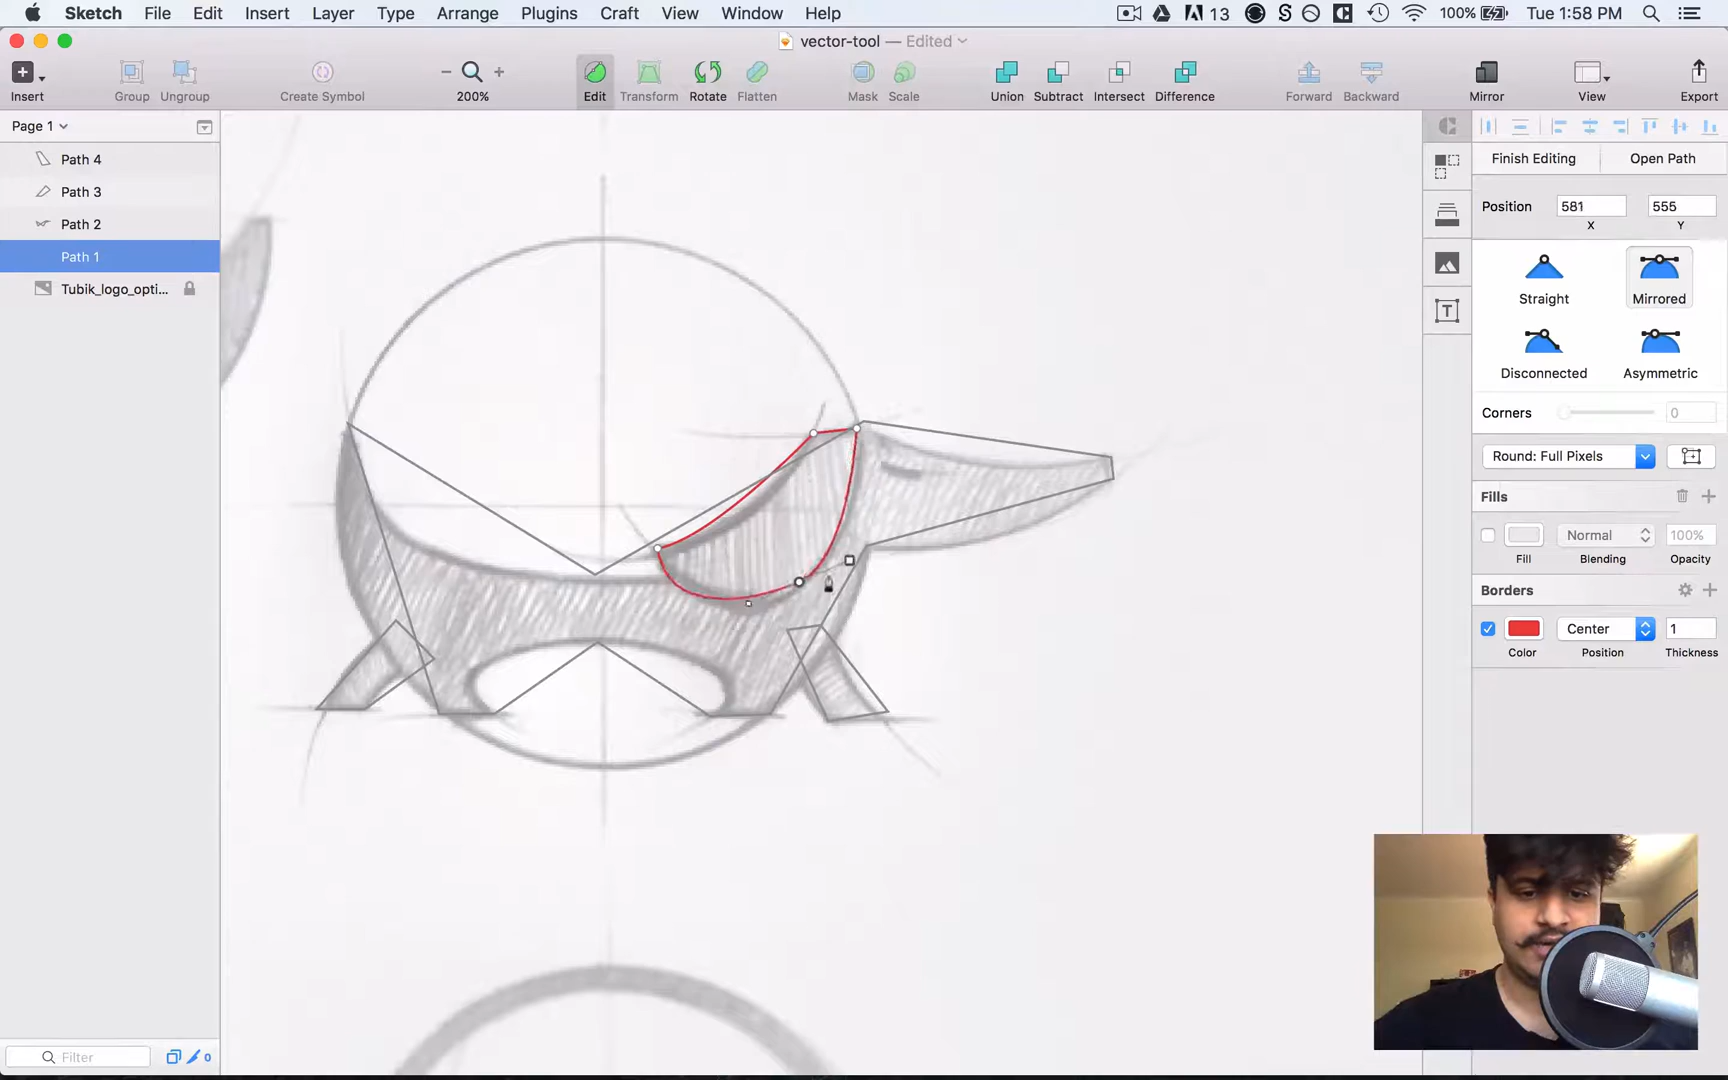 Sketch File Edit Insert Layer Type Arrange Plugins Craft View Window Help 13 100% Tue 1:58 PM
vector-tool — Edited
Insert Group Ungroup Create Symbol 200% Edit Transform Rotate Flatten Mask Scale Union Subtract Intersect Difference Forward Backward Mirror View Export
Page 1
Path 4
Path 3
Path 2
Path 1
Tubik_logo_opti...
Filter 0
Finish Editing Open Path
Position 581 555
X Y
Straight Mirrored
Disconnected Asymmetric
Corners 0
Round: Full Pixels
Fills
Normal 100%
Fill Blending Opacity
Borders
Center 1
Color Position Thickness